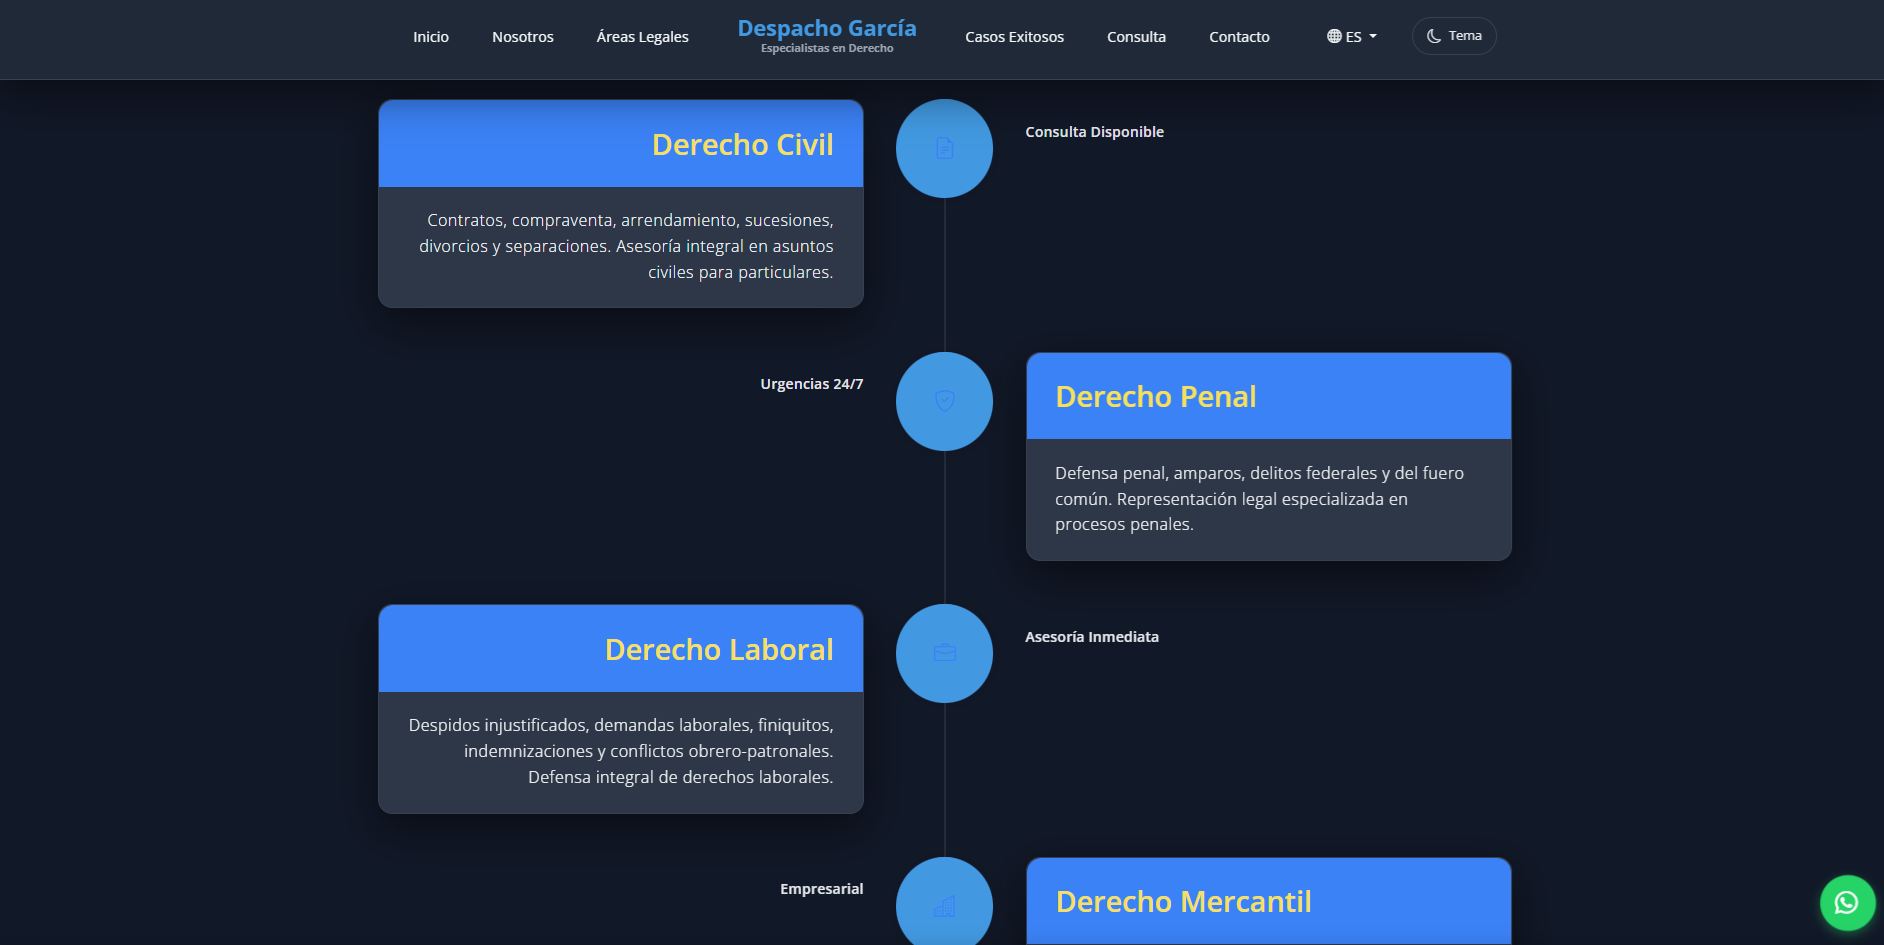 Inicio
Nosotros
Áreas Legales
Despacho García
Especialistas en Derecho
Casos Exitosos
Consulta
Contacto
ES
Tema
Derecho Civil
Contratos, compraventa, arrendamiento, sucesiones,
divorcios y separaciones. Asesoría integral en asuntos
civiles para particulares.
Consulta Disponible
Urgencias 24/7
Derecho Penal
Defensa penal, amparos, delitos federales y del fuero
común. Representación legal especializada en
procesos penales.
Derecho Laboral
Despidos injustificados, demandas laborales, finiquitos,
indemnizaciones y conflictos obrero-patronales.
Defensa integral de derechos laborales.
Asesoría Inmediata
Empresarial
Derecho Mercantil